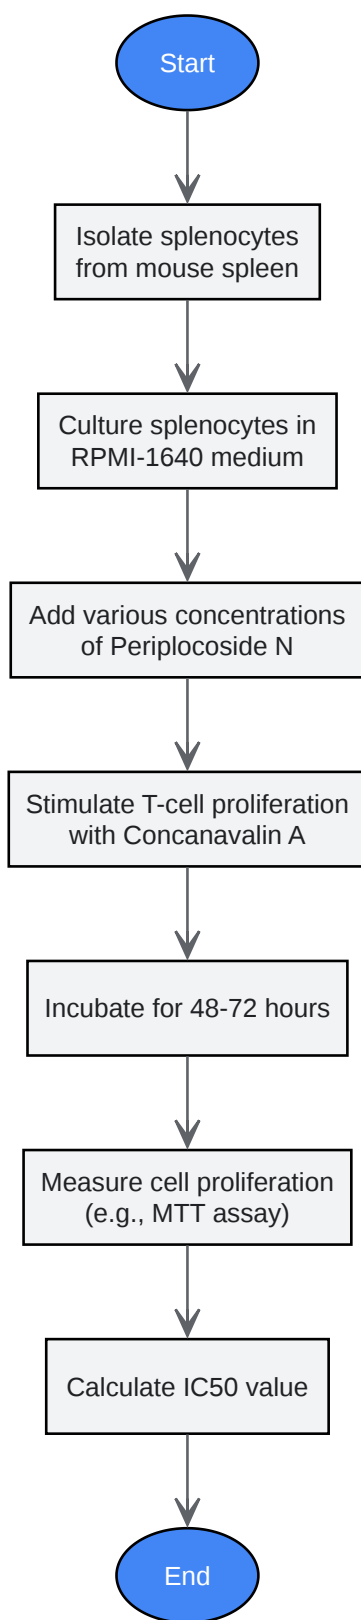 Start
Isolate splenocytes
from mouse spleen
Culture splenocytes in
RPMI-1640 medium
Add various concentrations
of Periplocoside N
Stimulate T-cell proliferation
with Concanavalin A
Incubate for 48-72 hours
Measure cell proliferation
(e.g., MTT assay)
Calculate IC50 value
End